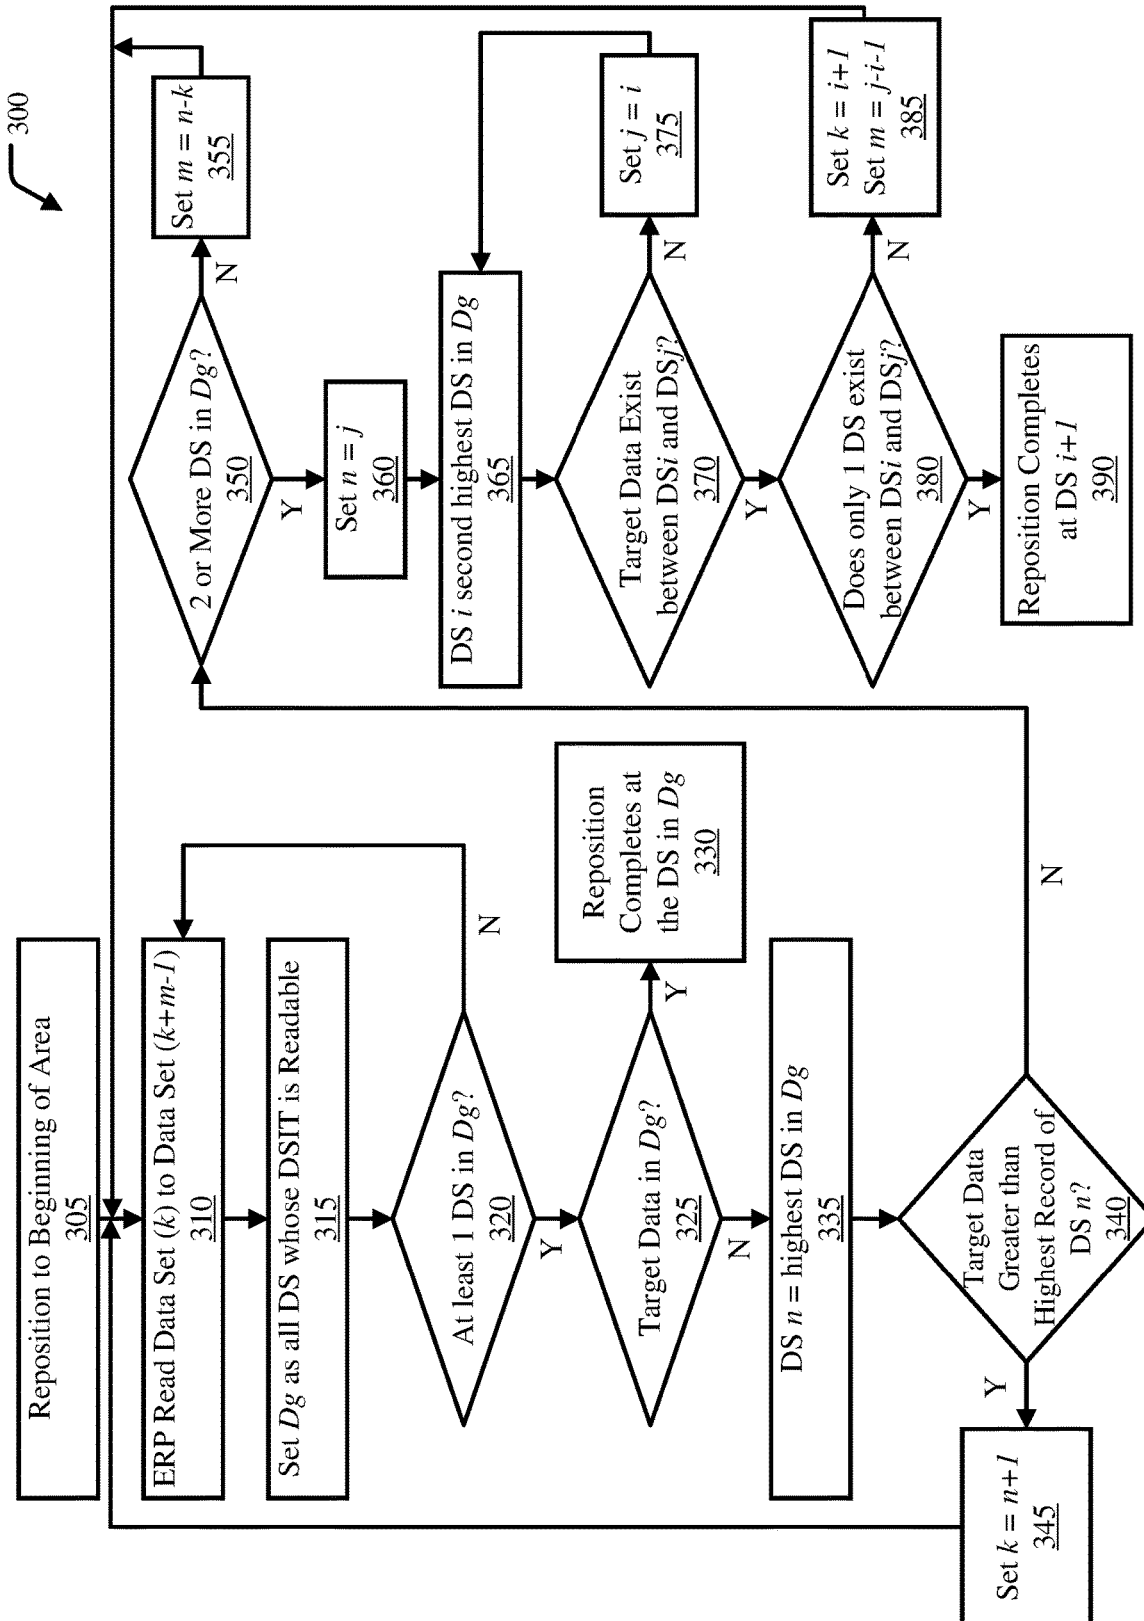 300
Reposition to Beginning of Area
305
ERP Read Data Set (k) to Data Set (k+m-1)
310
Set Dg as all DS whose DSIT is Readable
315
At least 1 DS in Dg?
320
N
Y
Target Data in Dg?
325
Y
Reposition
Completes at
the DS in Dg
330
N
DS n = highest DS in Dg
335
Target Data
Greater than
Highest Record of
DS n?
340
Y
N
Set k = n+1
345
2 or More DS in Dg?
350
N
Set m = n-k
355
Y
Set n = j
360
DS i second highest DS in Dg
365
Target Data Exist
between DSi and DSj?
370
N
Set j = i
375
Y
Does only 1 DS exist
between DSi and DSj?
380
N
Set k = i+1
Set m = j-i-1
385
Y
Reposition Completes
at DS i+1
390